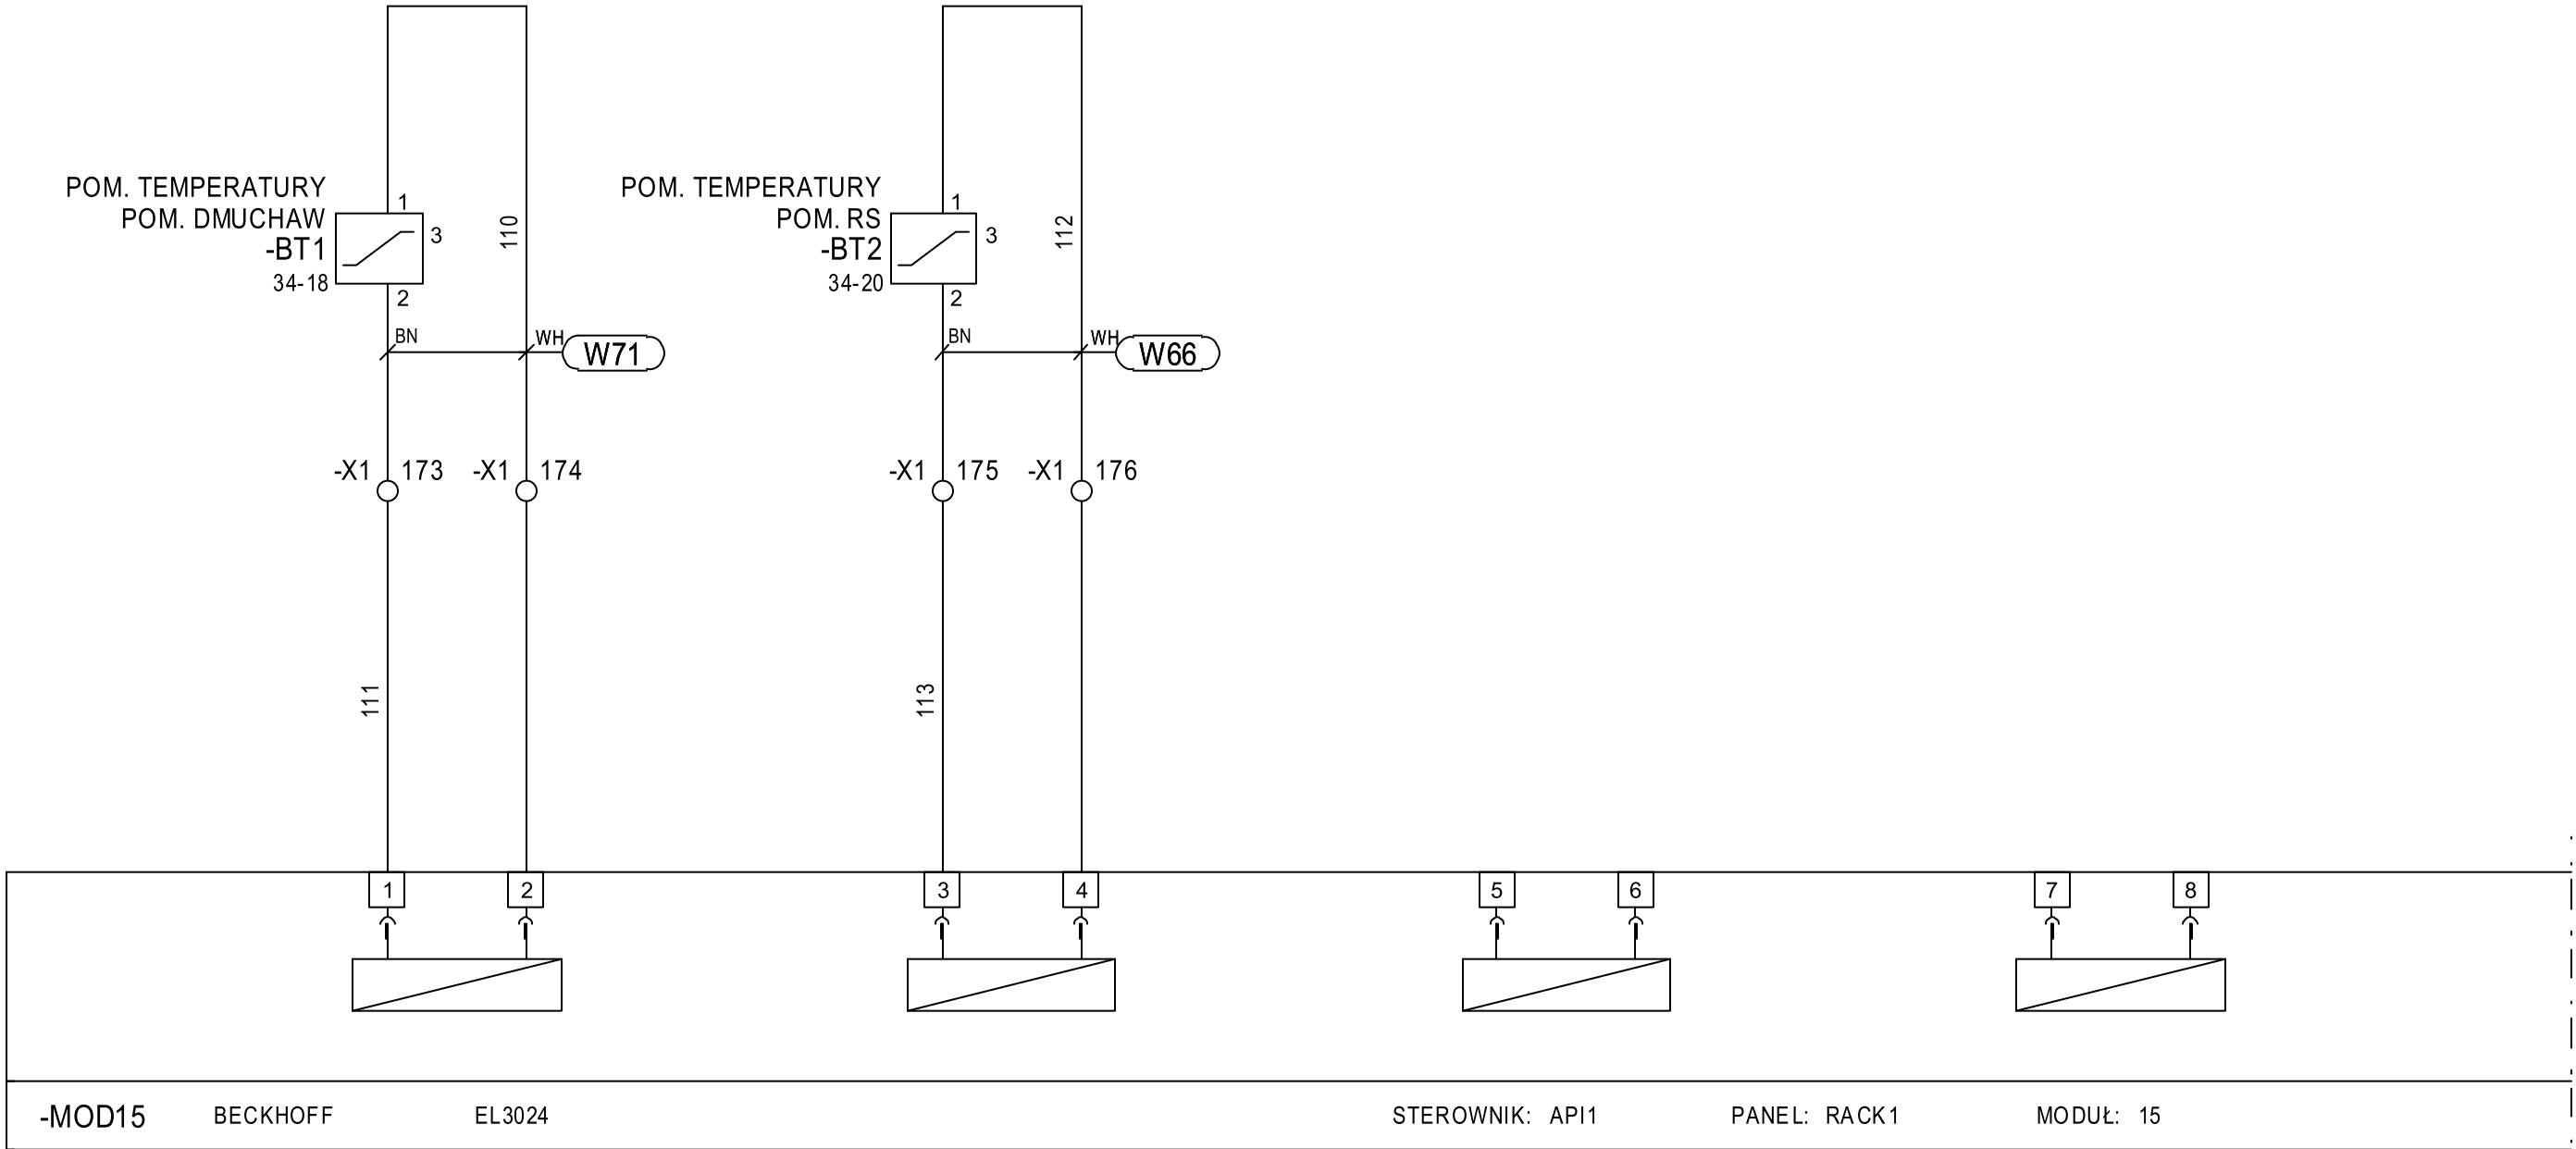 POM. TEMPERATURY
POM. DMUCHAW
-BT1
34-18
1
3
2
110
BN
WH
W71
-X1 173
-X1 174
111
POM. TEMPERATURY
POM. RS
-BT2
34-20
1
3
2
112
BN
WH
W66
-X1 175
-X1 176
113
1 2 3 4 5 6 7 8
-MOD15 BECKHOFF EL3024 STEROWNIK: API1 PANEL: RACK1 MODUŁ: 15